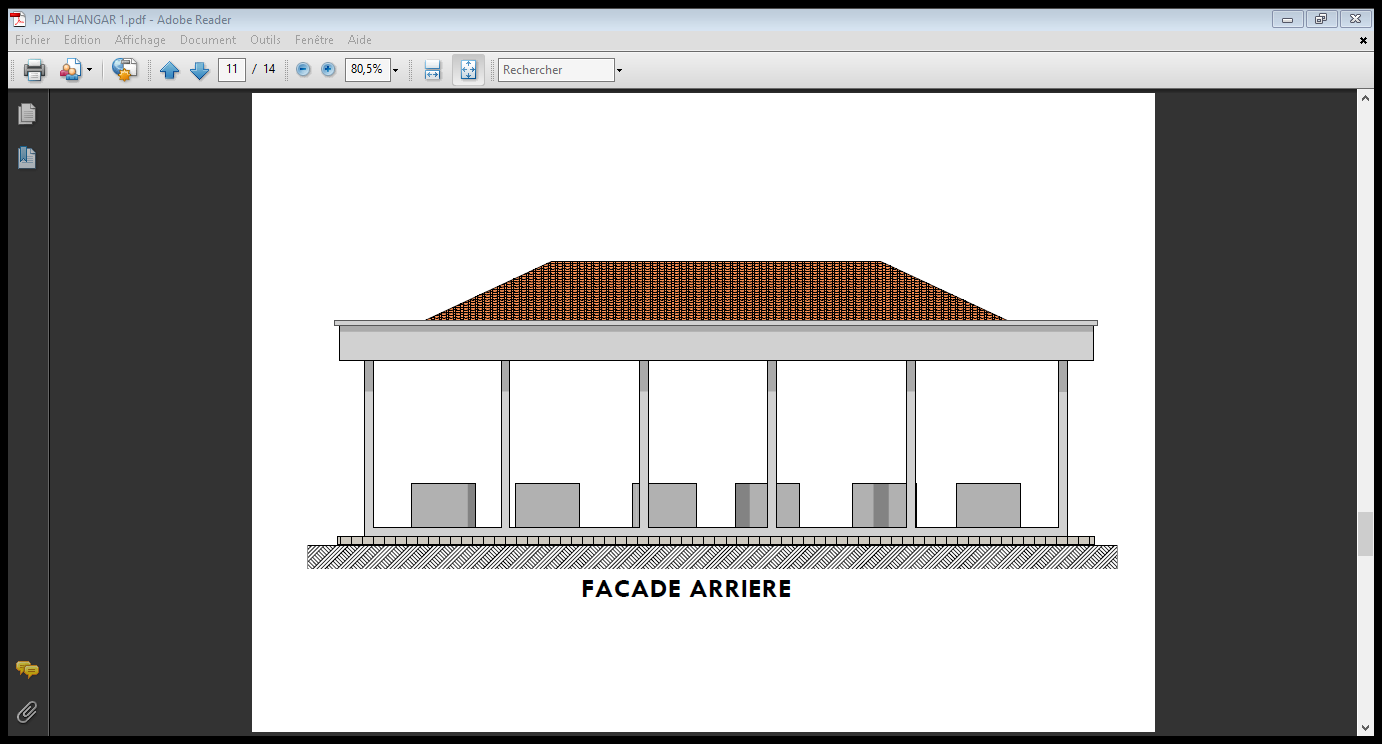 PLAN HANGAR 1.pdf - Adobe Reader
Fichier Edition Affichage Document Outils Fenêtre Aide
11 / 14 80,5% Rechercher
FACADE ARRIERE